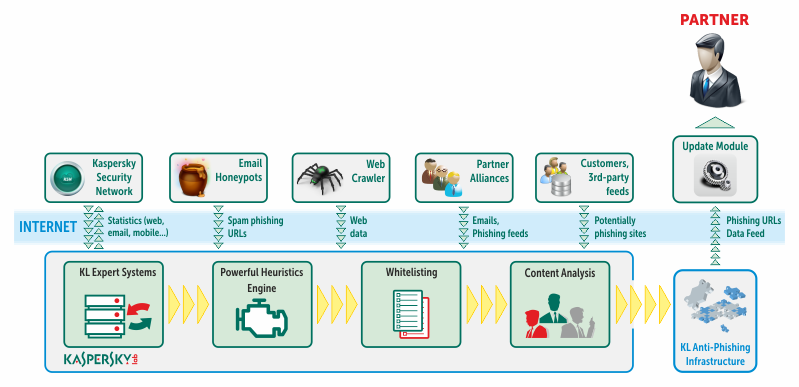 PARTNER
Update Module
Kaspersky
Security
Network
KSN
Email
Honeypots
Web
Crawler
Partner
Alliances
Customers,
3rd-party
feeds
INTERNET
Statistics (web,
email, mobile...)
Spam phishing
URLs
Web
data
Emails,
Phishing feeds
Potentially
phishing sites
Phishing URLs
Data Feed
KL Expert Systems
Powerful Heuristics
Engine
Whitelisting
Content Analysis
KL Anti-Phishing
Infrastructure
KASPERSKY lab